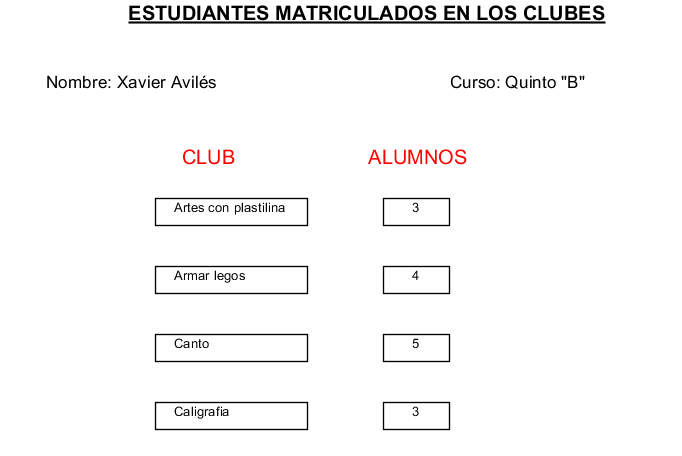 ESTUDIANTES MATRICULADOS EN LOS CLUBES
Nombre: Xavier Avilés Curso: Quinto "B"
CLUB ALUMNOS
Artes con plastilina 3
Armar legos 4
Canto 5
Caligrafia 3